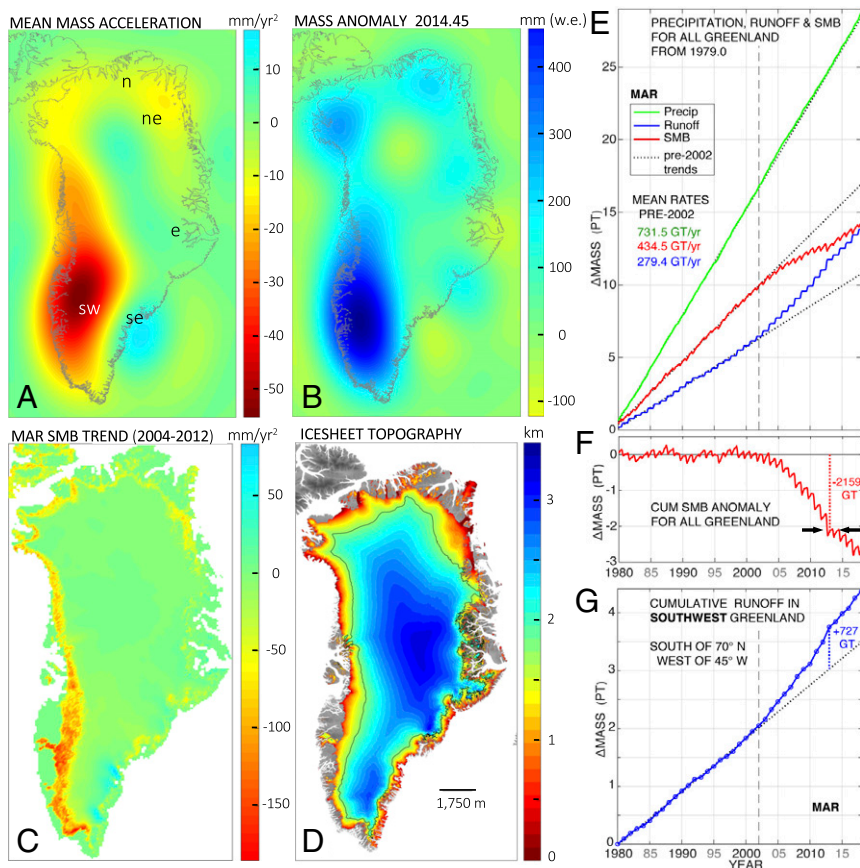 MEAN MASS ACCELERATION
mm/yr²
10
0
-10
-20
-30
-40
-50
n
ne
e
sw
se
A
MASS ANOMALY 2014.45
mm (w.e.)
400
300
200
100
0
-100
B
MAR SMB TREND (2004-2012)
mm/yr²
50
0
-50
-100
-150
C
ICESHEET TOPOGRAPHY
km
3
2
1
0
1,750 m
D
E
PRECIPITATION, RUNOFF & SMB
FOR ALL GREENLAND
FROM 1979.0
MAR
Precip
Runoff
SMB
pre-2002
trends
MEAN RATES
PRE-2002
731.5 GT/yr
434.5 GT/yr
279.4 GT/yr
ΔMASS (PT)
25
20
15
10
5
0
F
ΔMASS (PT)
0
-1
-2
-3
-2159
GT
CUM SMB ANOMALY
FOR ALL GREENLAND
1980 85 1990 95 2000 05 2010 15
G
CUMULATIVE RUNOFF IN
SOUTHWEST GREENLAND
SOUTH OF 70° N
WEST OF 45° W
+727
GT
ΔMASS (PT)
4
3
2
1
0
MAR
1980 85 1990 95 2000 05 2010 15
YEAR